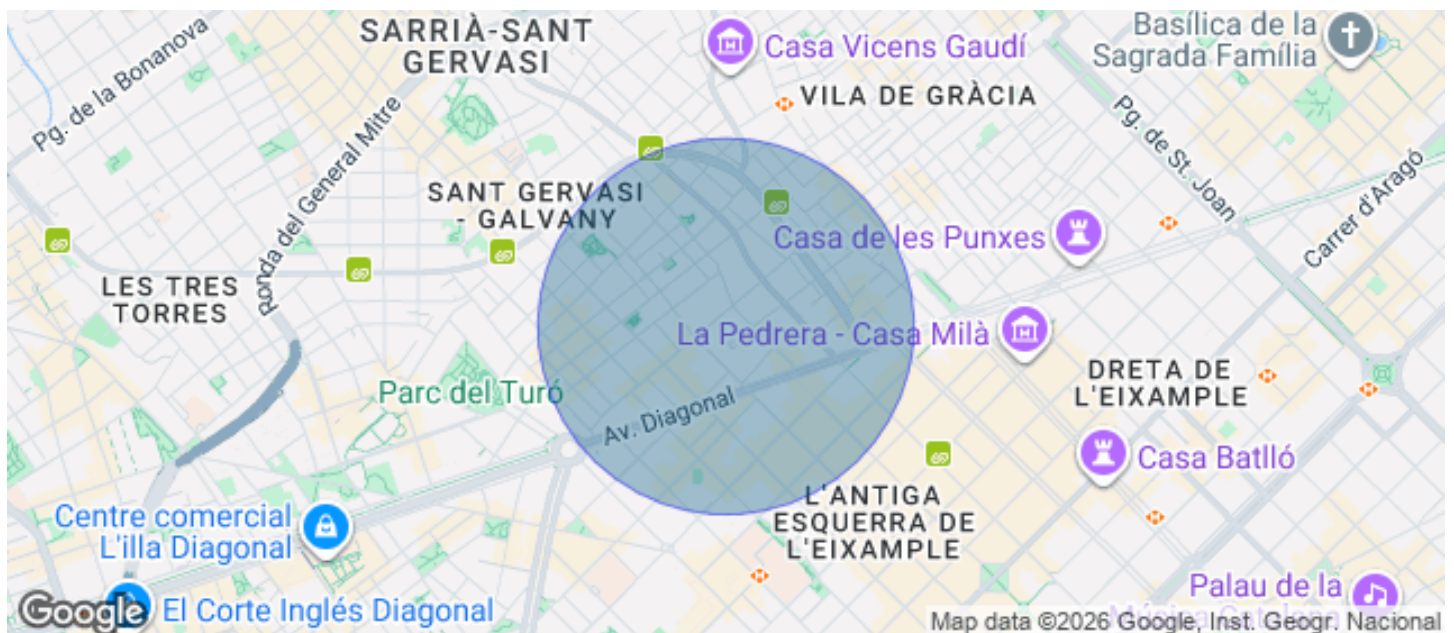 SARRIÀ-SANT
GERVASI
Casa Vicens Gaudí
Basílica de la
Sagrada Família
Pg. de la Bonanova
VILA DE GRÀCIA
Ronda del General Mitre
Pg. de St. Joan
Carrer d'Aragó
SANT GERVASI
- GALVANY
Casa de les Punxes
LES TRES
TORRES
La Pedrera - Casa Milà
Parc del Turó
DRETA DE
L'EIXAMPLE
Av. Diagonal
Casa Batlló
L'ANTIGA
ESQUERRA DE
L'EIXAMPLE
Centre comercial
L'illa Diagonal
El Corte Inglés Diagonal
Palau de la
Música Catalana
Google
Map data ©2026 Google, Inst. Geogr. Nacional